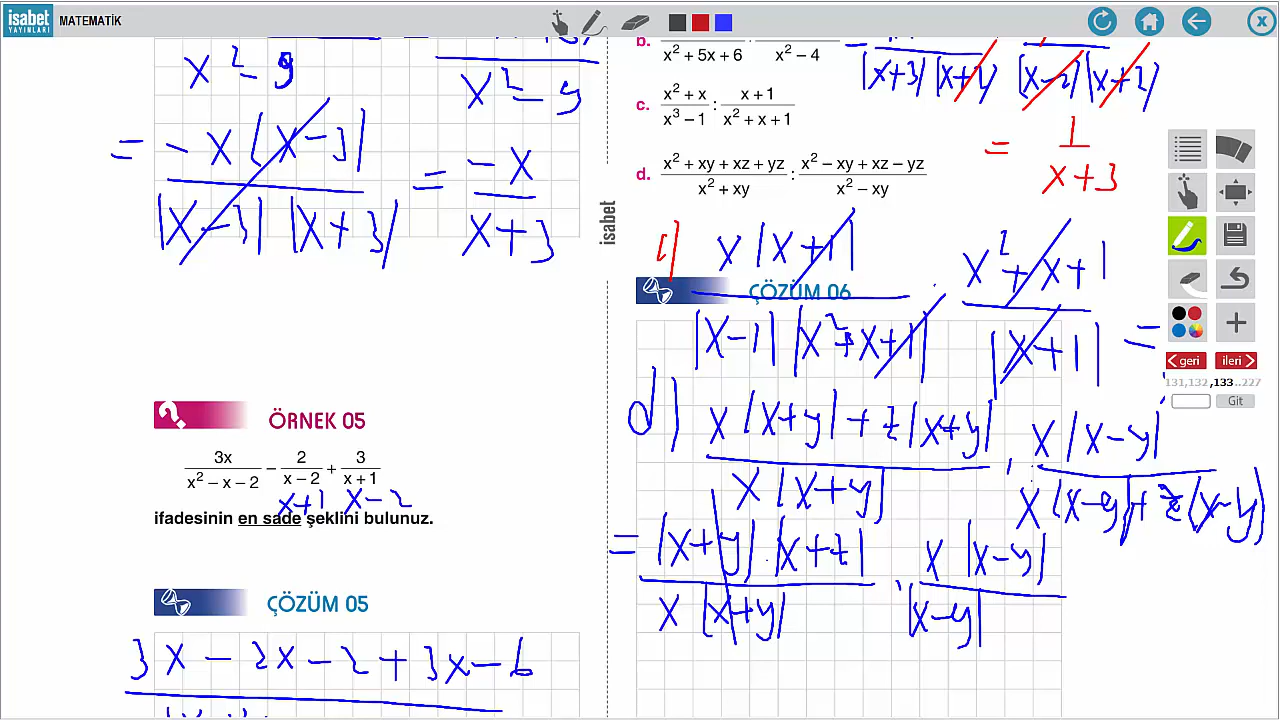 isabet
YAYINLARI
MATEMATİK
x² - 9
x² - y
= -x(x-3) / (x-3)(x+3) = -x / x+3
ÖRNEK 05
3x / x² – x – 2 – 2 / x – 2 + 3 / x + 1
x+1 x-2
ifadesinin en sade şeklini bulunuz.
ÇÖZÜM 05
3x - 2x - 2 + 3x - 6
isabet
b. x² + 5x + 6 · x² – 4
(x+3)(x+2) (x-2)(x+2)
= 1 / x+3
c. x² + x / x³ – 1 : x + 1 / x² + x + 1
d. x² + xy + xz + yz / x² + xy : x² – xy + xz – yz / x² – xy
c) x(x+1) / (x-1)(x²+x+1) · x²+x+1 / (x+1) =
ÇÖZÜM 06
d) x(x+y) + z(x+y) / x(x+y) · x(x-y) / x(x-y) + z(x-y)
= (x+y)·(x+z) / x(x+y) · x(x-y) / (x-y)
geri
ileri
131,132,133...227
Git